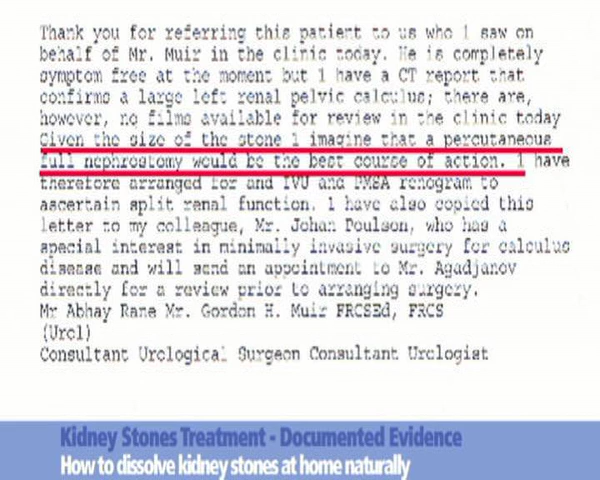 Thank you for referring this patient to us who I saw on
behalf of Mr. Muir in the clinic today. He is completely
symptom free at the moment but I have a CT report that
confirms a large left renal pelvic calculus; there are,
however, no films available for review in the clinic today
Given the size of the stone I imagine that a percutaneous
full nephrostomy would be the best course of action. I have
therefore arranged for and IVU and DMSA renogram to
ascertain split renal function. I have also copied this
letter to my colleague, Mr. Johan Poulson, who has a
special interest in minimally invasive surgery for calculus
disease and will send an appointment to Mr. Agadjanov
directly for a review prior to arranging surgery.
Mr Abhay Rane Mr. Gordon H. Muir FRCSEd, FRCS
(Urol)
Consultant Urological Surgeon Consultant Urologist
Kidney Stones Treatment - Documented Evidence
How to dissolve kidney stones at home naturally